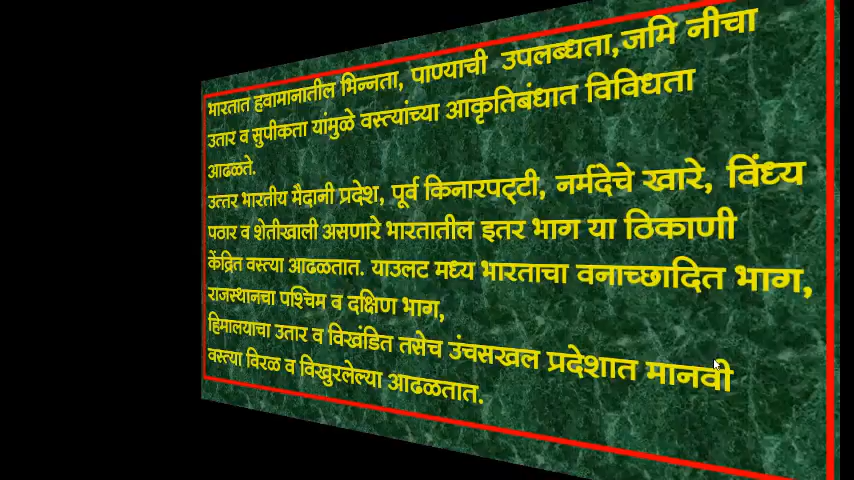 भारतात हवामानातील भिन्नता, पाण्याची उपलब्धता,जमि नीचा
उतार व सुपीकता यांमुळे वस्त्यांच्या आकृतिबंधात विविधता
आढळते.
उत्तर भारतीय मैदानी प्रदेश, पूर्व किनारपट्टी, नर्मदेचे खारे, विंध्य
पठार व शेतीखाली असणारे भारतातील इतर भाग या ठिकाणी
केंद्रित वस्त्या आढळतात. याउलट मध्य भारताचा वनाच्छादित भाग,
राजस्थानचा पश्चिम व दक्षिण भाग,
हिमालयाचा उतार व विखंडित तसेच उंचसखल प्रदेशात मानवी
वस्त्या विरळ व विखुरलेल्या आढळतात.